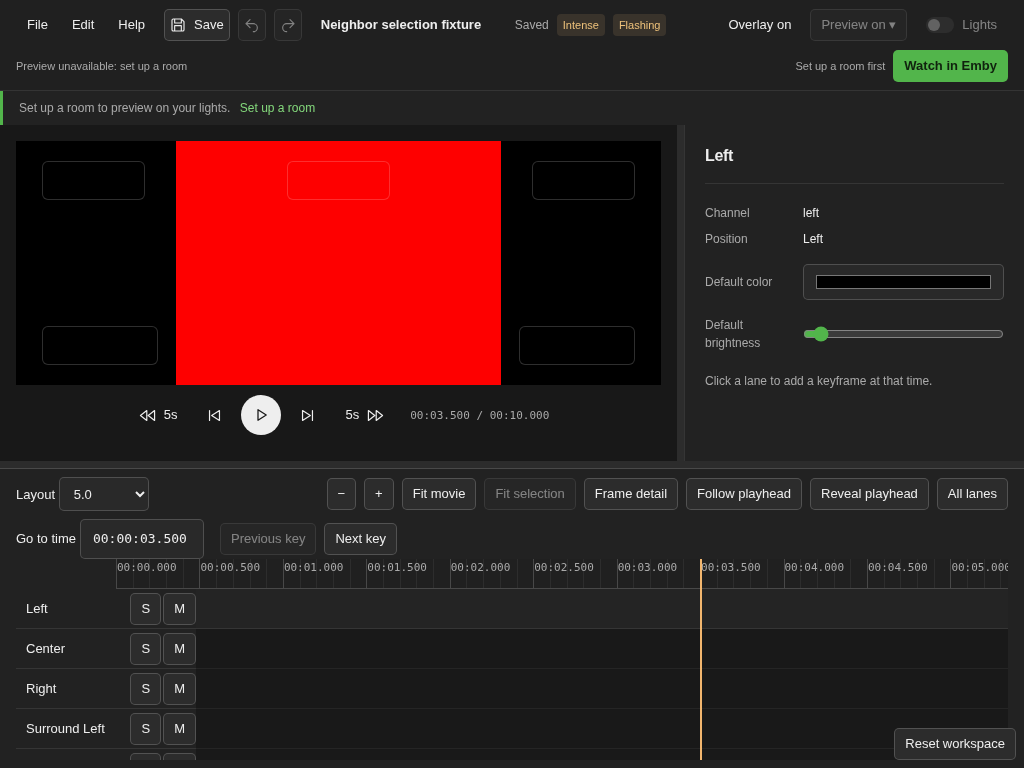 File Edit Help Save Neighbor selection fixture Saved Intense Flashing Overlay on Preview on ▾ Lights
Preview unavailable: set up a room Set up a room first Watch in Emby
Set up a room to preview on your lights. Set up a room
Left
Channel left
Position Left
Default color
Default
brightness
Click a lane to add a keyframe at that time.
5s 5s 00:03.500 / 00:10.000
Layout 5.0 − + Fit movie Fit selection Frame detail Follow playhead Reveal playhead All lanes
Go to time 00:00:03.500 Previous key Next key
00:00.000 00:00.500 00:01.000 00:01.500 00:02.000 00:02.500 00:03.000 00:03.500 00:04.000 00:04.500 00:05.000
Left S M
Center S M
Right S M
Surround Left S M
Reset workspace